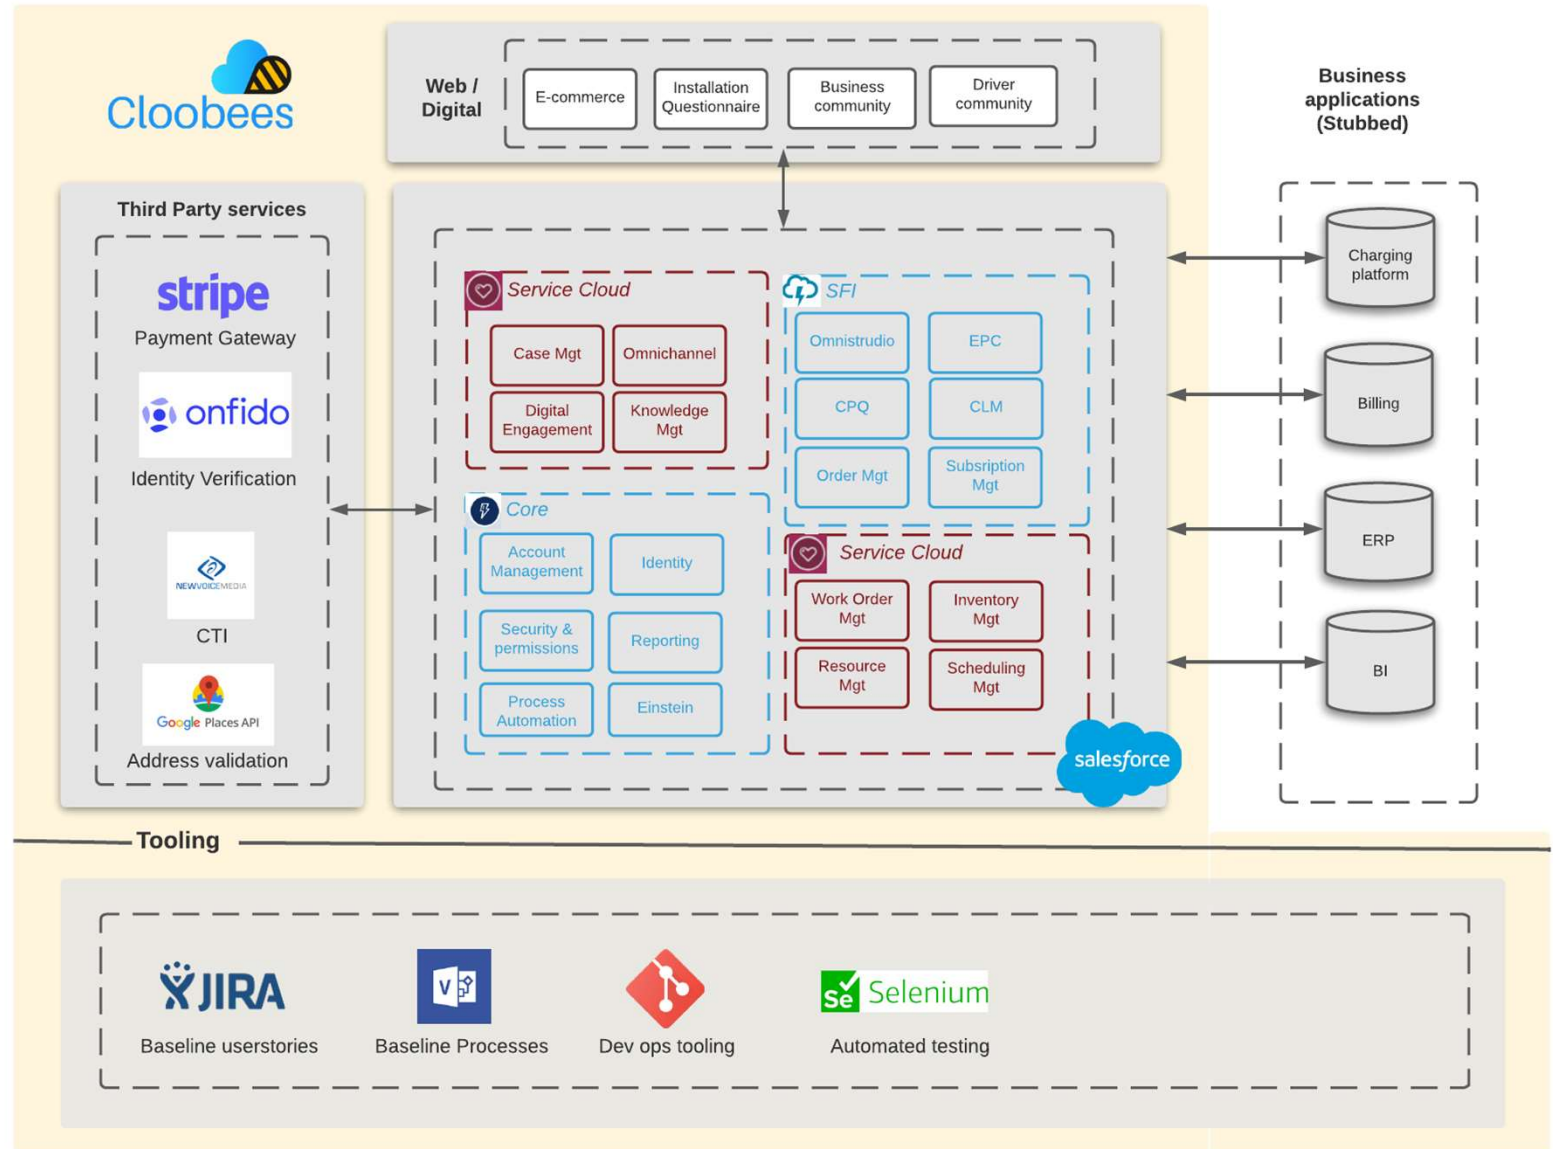 Cloobees
Web /
Digital
E-commerce
Installation
Questionnaire
Business
community
Driver
community
Business
applications
(Stubbed)
Third Party services
stripe
Payment Gateway
onfido
Identity Verification
NEWVOICEMEDIA
CTI
Google Places API
Address validation
Service Cloud
Case Mgt
Omnichannel
Digital
Engagement
Knowledge
Mgt
SFI
Omnistrudio
EPC
CPQ
CLM
Order Mgt
Subsription
Mgt
Core
Account
Management
Identity
Security &
permissions
Reporting
Process
Automation
Einstein
Service Cloud
Work Order
Mgt
Inventory
Mgt
Resource
Mgt
Scheduling
Mgt
salesforce
Charging
platform
Billing
ERP
BI
Tooling
JIRA
Baseline userstories
V
Baseline Processes
Dev ops tooling
Se Selenium
Automated testing